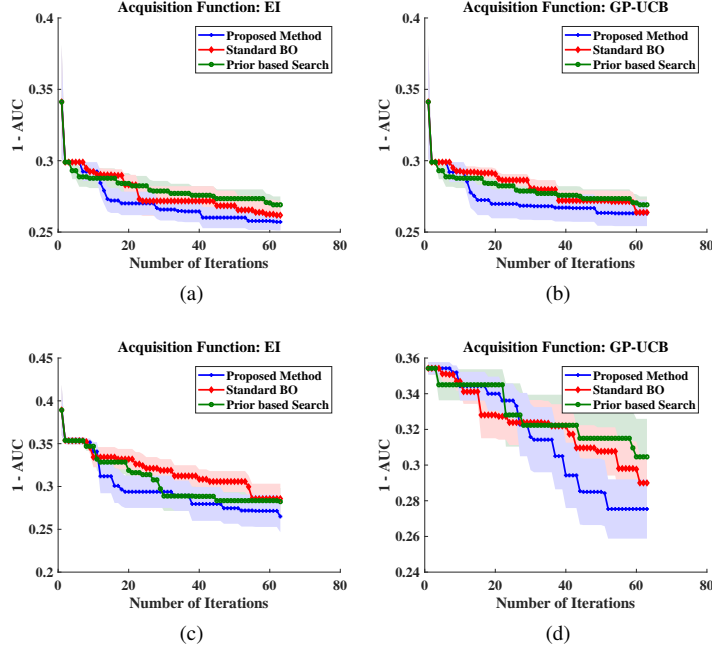 Acquisition Function: EI
0.4
0.35
0.3
0.25
1 - AUC
0 20 40 60 80
Number of Iterations
Proposed Method
Standard BO
Prior based Search
(a)
Acquisition Function: GP-UCB
0.4
0.35
0.3
0.25
1 - AUC
0 20 40 60 80
Number of Iterations
Proposed Method
Standard BO
Prior based Search
(b)
Acquisition Function: EI
0.45
0.4
0.35
0.3
0.25
0.2
1 - AUC
0 20 40 60 80
Number of Iterations
Proposed Method
Standard BO
Prior based Search
(c)
Acquisition Function: GP-UCB
0.36
0.34
0.32
0.3
0.28
0.26
0.24
1 - AUC
0 20 40 60 80
Number of Iterations
Proposed Method
Standard BO
Prior based Search
(d)